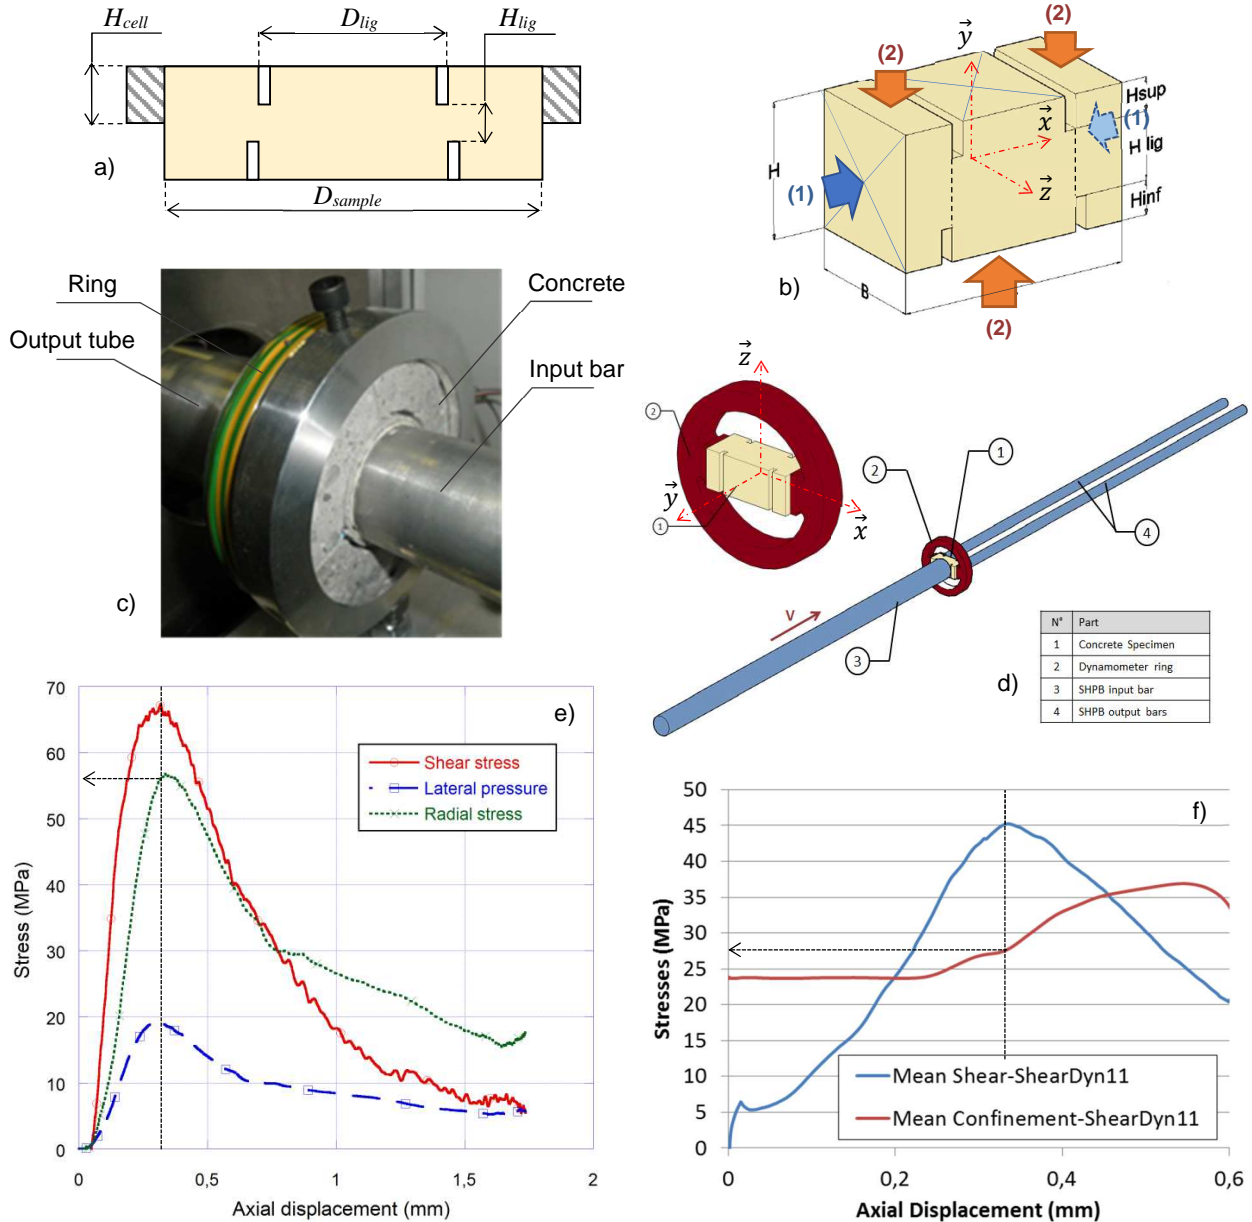 H_cell
D_lig
H_lig
a)
D_sample
(2)
(2)
y
Hsup
(1)
x
H lig
H
(1)
z
Hinf
b)
B
(2)
Ring
Concrete
Output tube
Input bar
c)
z
2
y
1
x
1
2
4
V
3
N° Part
1 Concrete Specimen
2 Dynamometer ring
3 SHPB input bar
4 SHPB output bars
d)
70
60
50
40
30
20
10
0
Stress (MPa)
e)
Shear stress
Lateral pressure
Radial stress
0 0,5 1 1,5 2
Axial displacement (mm)
50
45
40
35
30
25
20
15
10
5
0
Stresses (MPa)
f)
Mean Shear-ShearDyn11
Mean Confinement-ShearDyn11
0 0,2 0,4 0,6
Axial Displacement (mm)